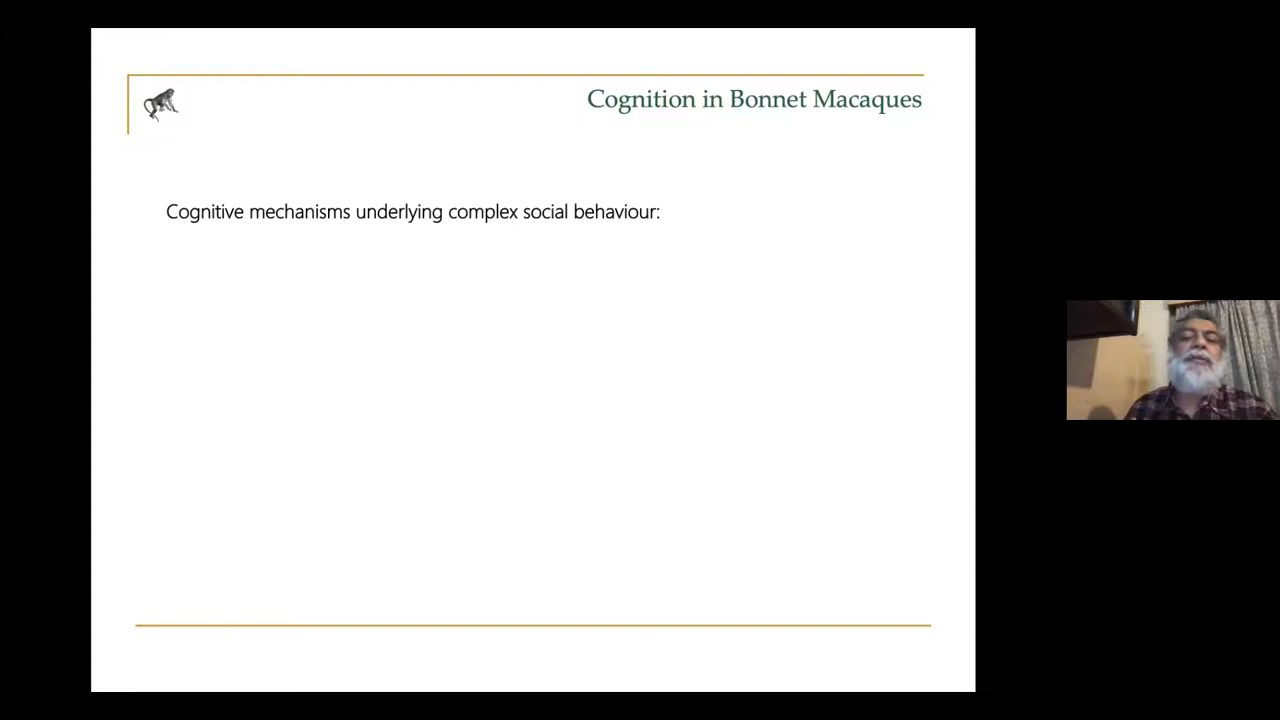 Cognition in Bonnet Macaques
Cognitive mechanisms underlying complex social behaviour: